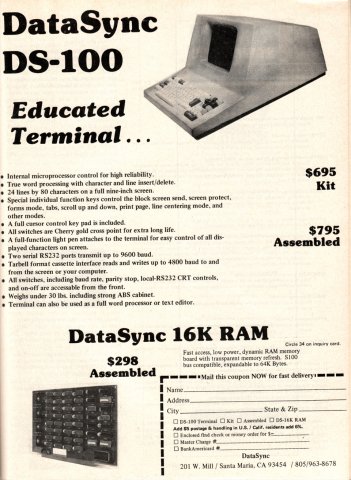 DataSync
DS-100
Educated
Terminal...
$695
Kit
• Internal microprocessor control for high reliability.
• True word processing with character and line insert/delete.
• 24 lines by 80 characters on a full nine-inch screen.
• Special individual function keys control the block screen send, screen protect,
forms mode, tabs, scroll up and down, print page, line centering mode, and
other modes.
• A full cursor control key pad is included.
• All switches are Cherry gold cross point for extra long life.
• A full-function light pen attaches to the terminal for easy control of all dis-
played characters on screen.
• Two serial RS232 ports transmit up to 9600 baud.
• Tarbell format cassette interface reads and writes up to 4800 baud to and
from the screen or your computer.
• All switches, including baud rate, parity stop, local-RS232 CRT controls,
and on-off are accessable from the front.
• Weighs under 30 lbs. including strong ABS cabinet.
• Terminal can also be used as a full word processor or text editor.
$795
Assembled
DataSync 16K RAM
Circle 34 on inquiry card.
$298
Assembled
Fast access, low power, dynamic RAM memory
board with transparent memory refresh. S100
bus compatible, expandable to 64K Bytes.
Mail this coupon NOW for fast delivery
Name
Address
City State & Zip
□ DS-100 Terminal □ Kit □ Assembled □ DS-16K RAM
Add $5 postage & handling in U.S. / Calif. residents add 6%.
□ Enclosed find check or money order for $
□ Master Charge #
□ BankAmericard #
DataSync
201 W. Mill / Santa Maria, CA 93454 / 805/963-8678